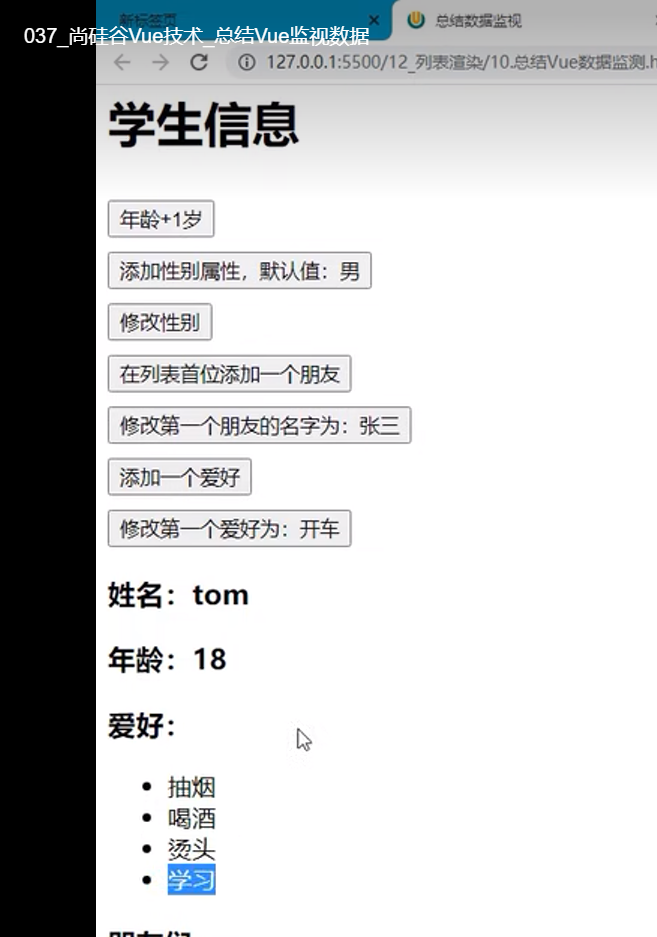 新标签页
总结数据监视
037_尚硅谷Vue技术_总结Vue监视数据
127.0.0.1:5500/12_列表渲染/10.总结Vue数据监测.h
学生信息
年龄+1岁
添加性别属性，默认值：男
修改性别
在列表首位添加一个朋友
修改第一个朋友的名字为：张三
添加一个爱好
修改第一个爱好为：开车
姓名：tom
年龄：18
爱好：
抽烟
喝酒
烫头
学习